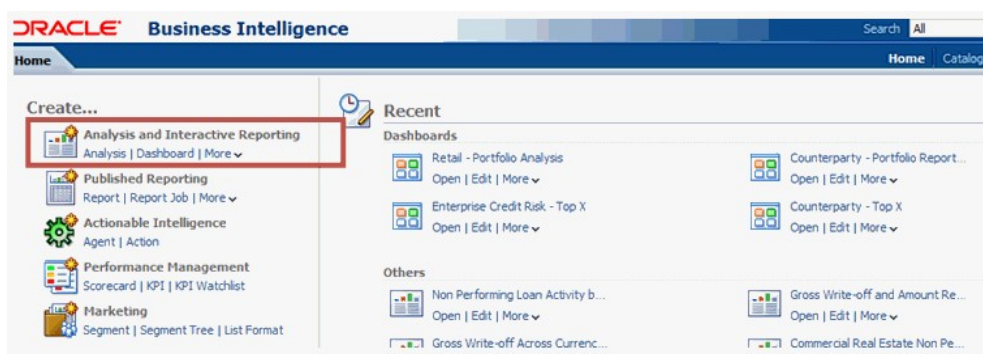 ORACLE Business Intelligence
Search All
Home
Home Catalog
Create...
Analysis and Interactive Reporting
Analysis | Dashboard | More
Published Reporting
Report | Report Job | More
Actionable Intelligence
Agent | Action
Performance Management
Scorecard | KPI | KPI Watchlist
Marketing
Segment | Segment Tree | List Format
Recent
Dashboards
Retail - Portfolio Analysis
Open | Edit | More
Counterparty - Portfolio Report...
Open | Edit | More
Enterprise Credit Risk - Top X
Open | Edit | More
Counterparty - Top X
Open | Edit | More
Others
Non Performing Loan Activity b...
Open | Edit | More
Gross Write-off and Amount Re...
Open | Edit | More
Gross Write-off Across Currenc...
Commercial Real Estate Non Pe...